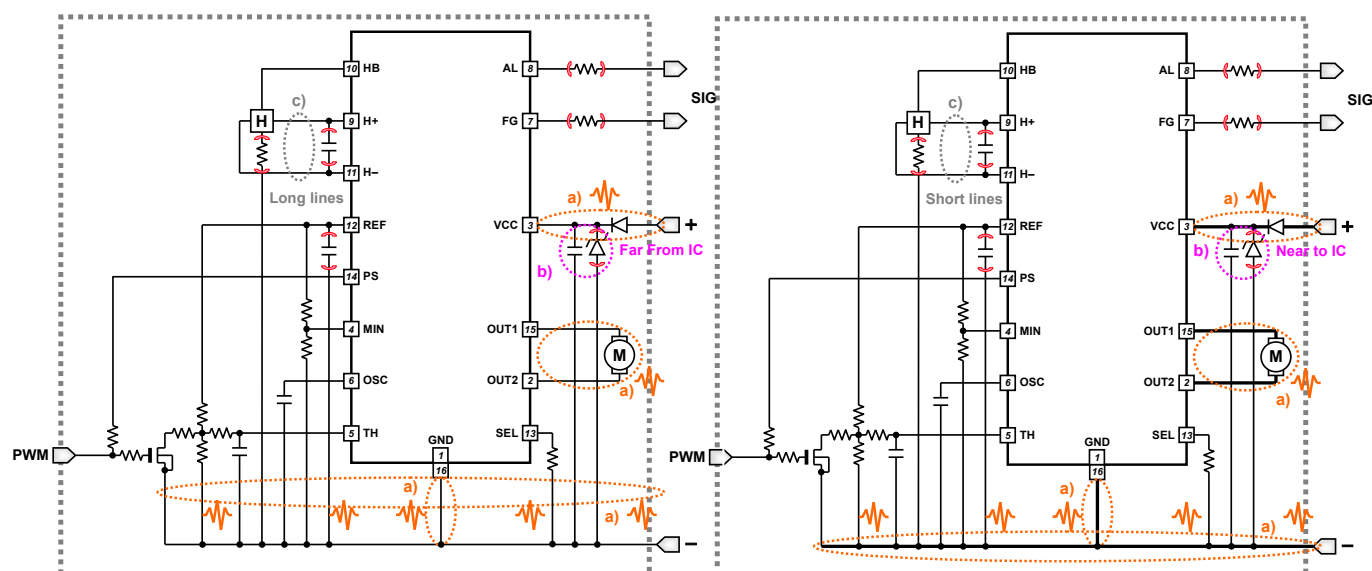 10 HB
AL 8
SIG
c)
H
9 H+
FG 7
11 H–
Long lines
a)
12 REF
VCC 3
+
b)
Far From IC
14 PS
4 MIN
OUT1 15
M
6 OSC
OUT2 2
a)
5 TH
SEL 13
GND
1
16
PWM
a)
a)
–
10 HB
AL 8
SIG
c)
H
9 H+
FG 7
11 H–
Short lines
a)
12 REF
VCC 3
+
b)
Near to IC
14 PS
4 MIN
OUT1 15
M
6 OSC
OUT2 2
a)
5 TH
SEL 13
GND
1
16
PWM
a)
a)
–